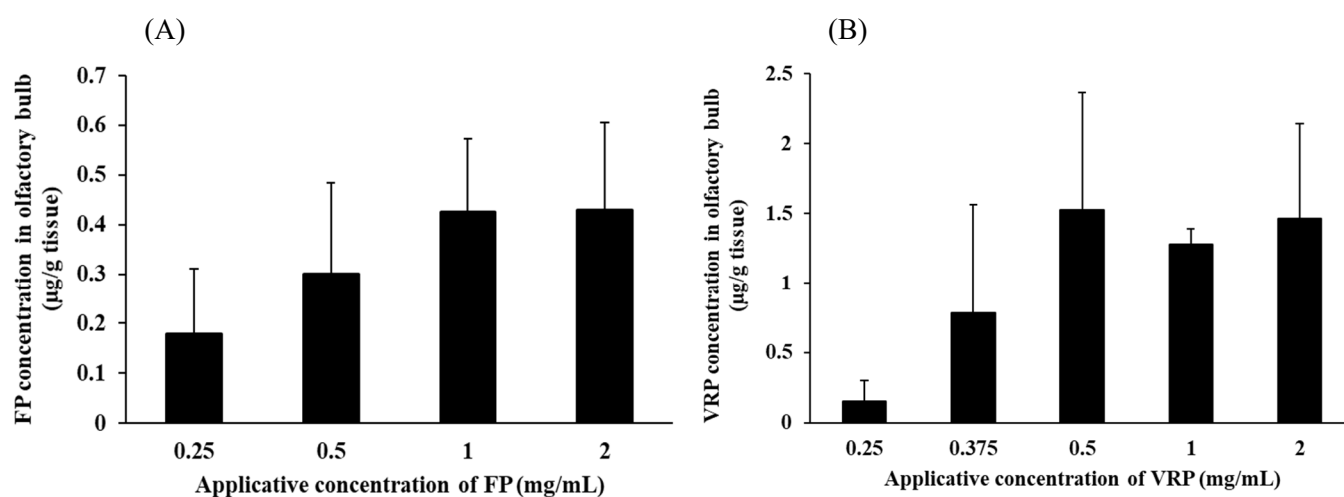 (A)
FP concentration in olfactory bulb
(μg/g tissue)
0.7
0.6
0.5
0.4
0.3
0.2
0.1
0
0.25 0.5 1 2
Applicative concentration of FP (mg/mL)
(B)
VRP concentration in olfactory bulb
(μg/g tissue)
2.5
2
1.5
1
0.5
0
0.25 0.375 0.5 1 2
Applicative concentration of VRP (mg/mL)